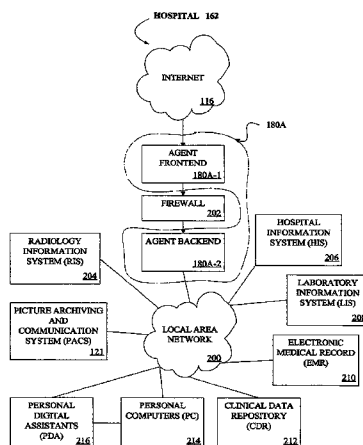 HOSPITAL 162
INTERNET
116
180A
AGENT
FRONTEND
180A-1
FIREWALL
202
AGENT BACKEND
180A-2
HOSPITAL
INFORMATION
SYSTEM (HIS)
206
RADIOLOGY
INFORMATION
SYSTEM (RIS)
204
LABORATORY
INFORMATION
SYSTEM (LIS)
208
PICTURE ARCHIVING
AND
COMMUNICATION
SYSTEM (PACS)
121
LOCAL AREA
NETWORK
200
ELECTRONIC
MEDICAL RECORD
(EMR)
210
PERSONAL
DIGITAL
ASSISTANTS
(PDA)
216
PERSONAL
COMPUTERS (PC)
214
CLINICAL DATA
REPOSITORY
(CDR)
212